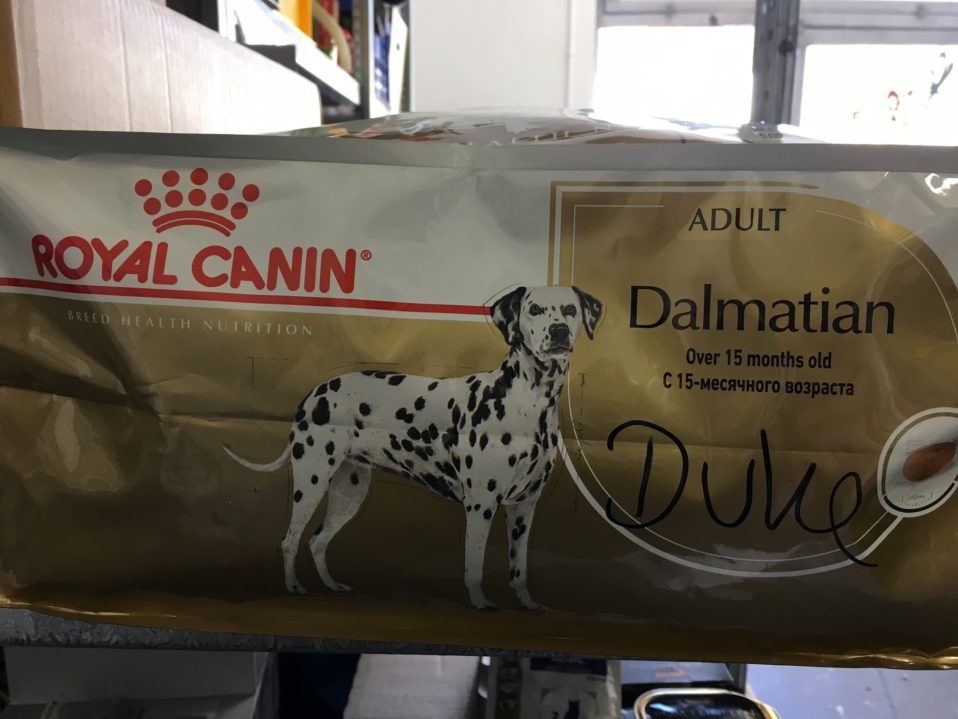 ROYAL CANIN®
BREED HEALTH NUTRITION
ADULT
Dalmatian
Over 15 months old
С 15-месячного возраста
Duke